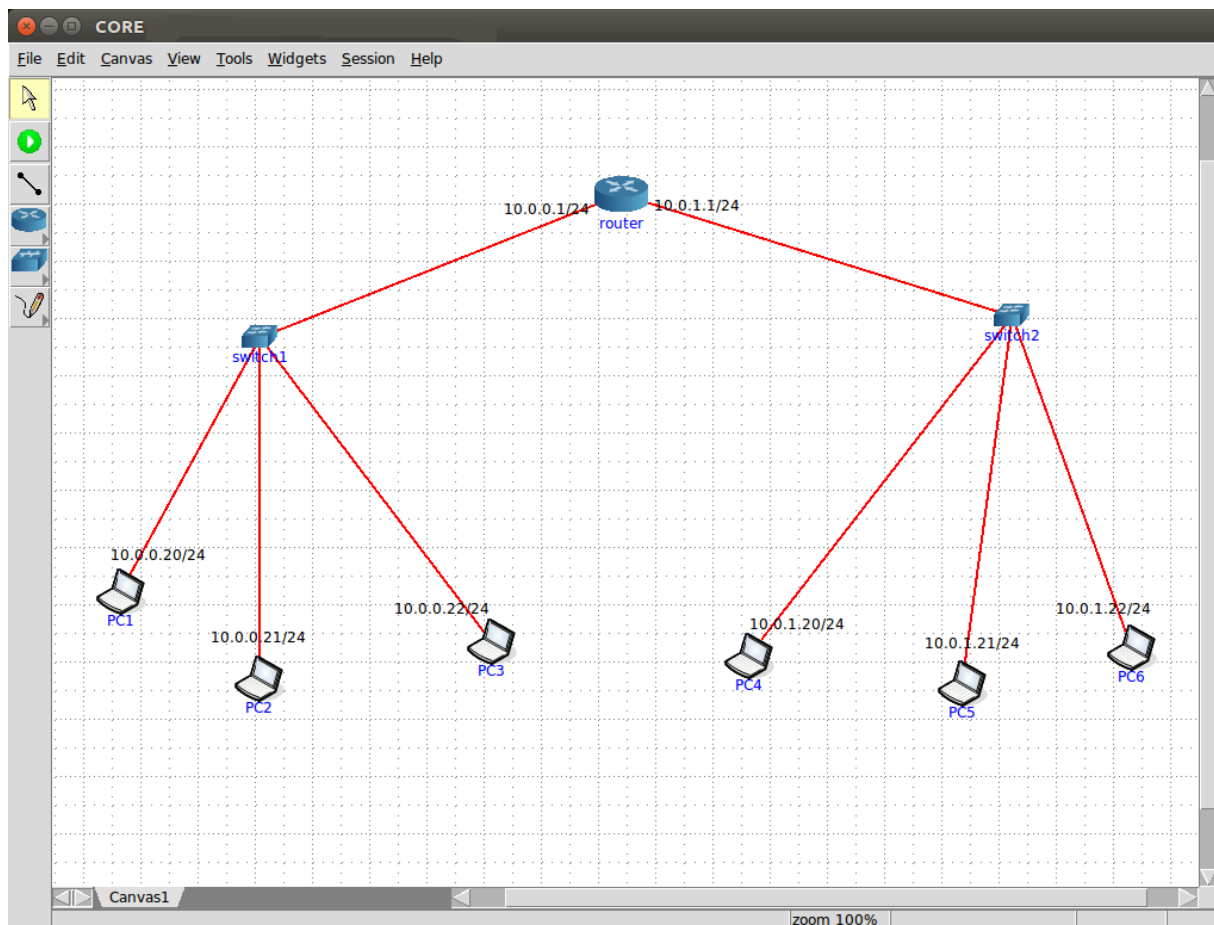 CORE
File Edit Canvas View Tools Widgets Session Help
10.0.0.1/24 10.0.1.1/24
router
switch1
switch2
10.0.0.20/24
PC1
10.0.0.21/24
PC2
10.0.0.22/24
PC3
10.0.1.20/24
PC4
10.0.1.21/24
PC5
10.0.1.22/24
PC6
Canvas1
zoom 100%